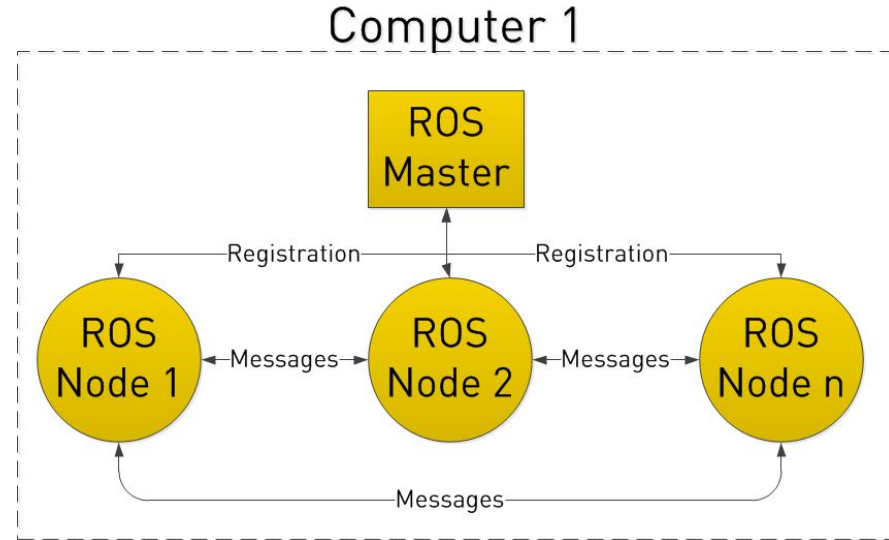 Computer 1
ROS
Master
Registration
Registration
ROS
Node 1
Messages
ROS
Node 2
Messages
ROS
Node n
Messages